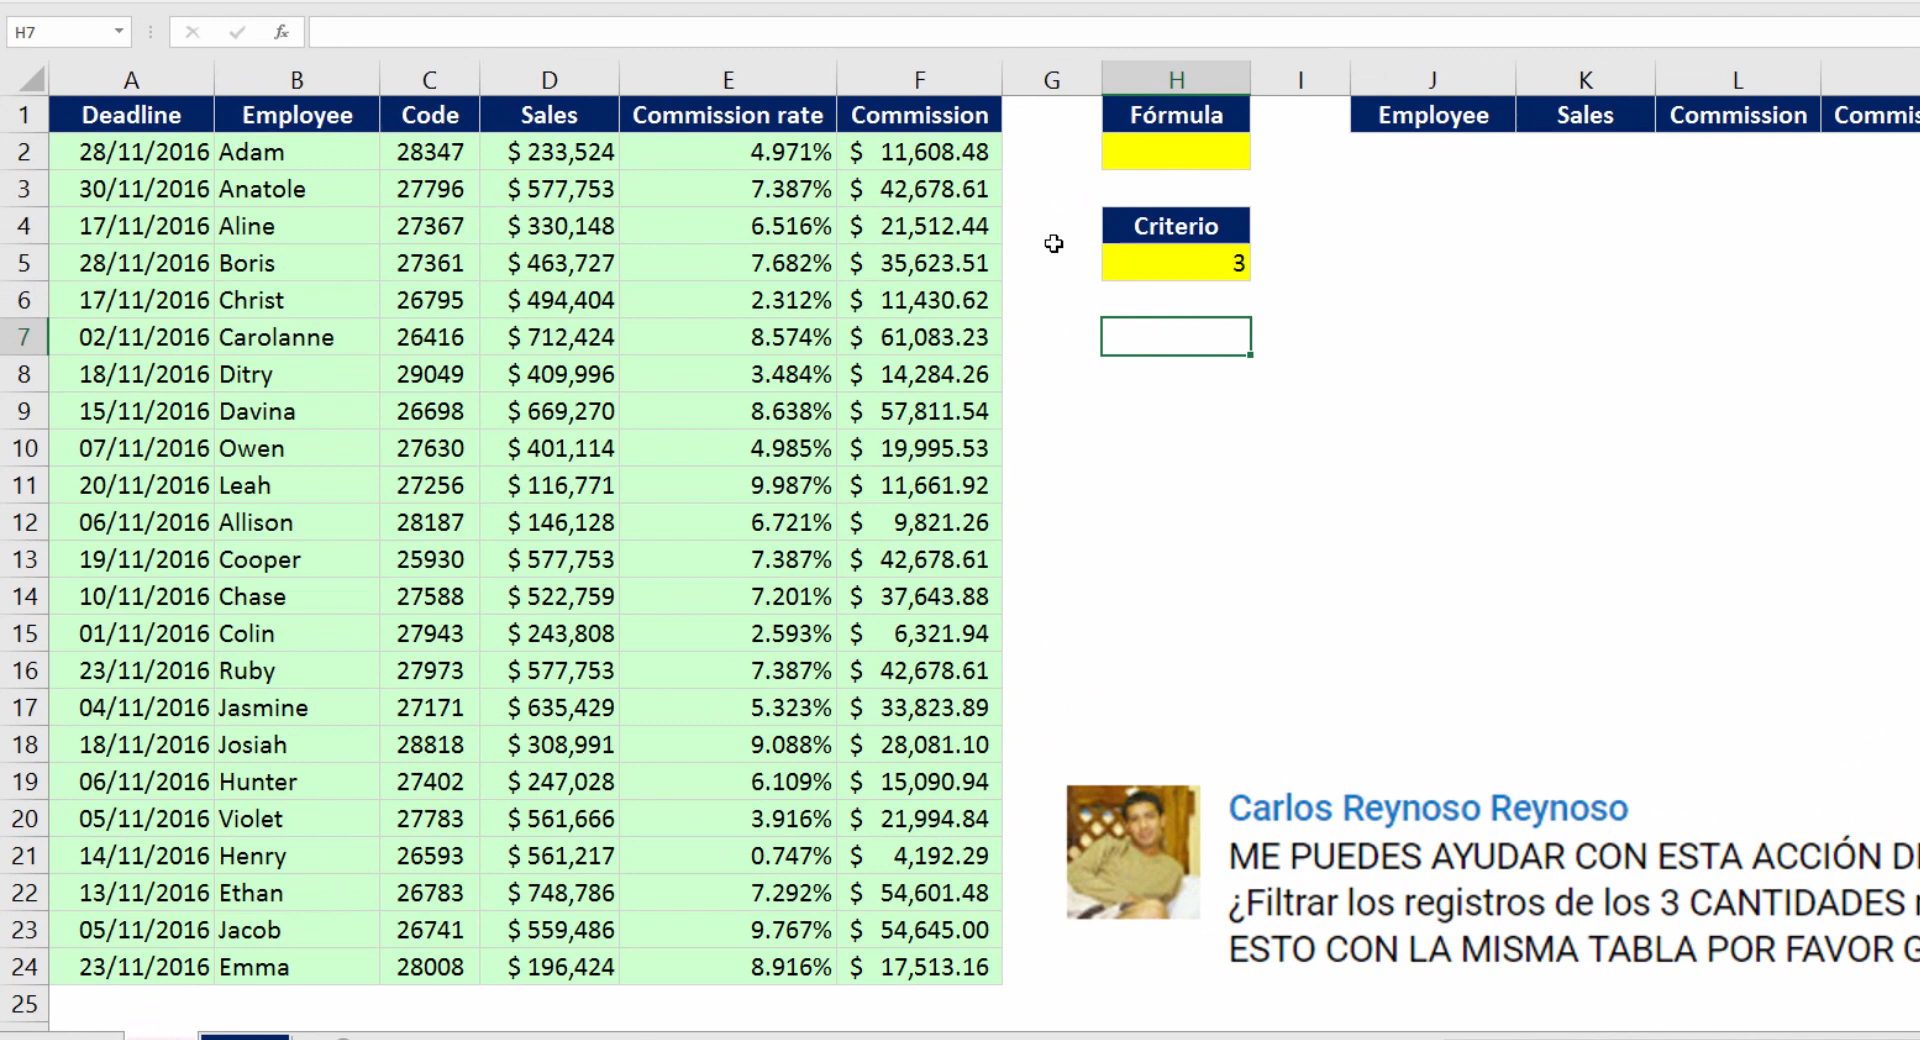 H7 fx
A B C D E F G H I J K L
1 Deadline Employee Code Sales Commission rate Commission Fórmula Employee Sales Commission
2 28/11/2016 Adam 28347 $ 233,524 4.971% $ 11,608.48
3 30/11/2016 Anatole 27796 $ 577,753 7.387% $ 42,678.61
4 17/11/2016 Aline 27367 $ 330,148 6.516% $ 21,512.44 Criterio
5 28/11/2016 Boris 27361 $ 463,727 7.682% $ 35,623.51 3
6 17/11/2016 Christ 26795 $ 494,404 2.312% $ 11,430.62
7 02/11/2016 Carolanne 26416 $ 712,424 8.574% $ 61,083.23
8 18/11/2016 Ditry 29049 $ 409,996 3.484% $ 14,284.26
9 15/11/2016 Davina 26698 $ 669,270 8.638% $ 57,811.54
10 07/11/2016 Owen 27630 $ 401,114 4.985% $ 19,995.53
11 20/11/2016 Leah 27256 $ 116,771 9.987% $ 11,661.92
12 06/11/2016 Allison 28187 $ 146,128 6.721% $ 9,821.26
13 19/11/2016 Cooper 25930 $ 577,753 7.387% $ 42,678.61
14 10/11/2016 Chase 27588 $ 522,759 7.201% $ 37,643.88
15 01/11/2016 Colin 27943 $ 243,808 2.593% $ 6,321.94
16 23/11/2016 Ruby 27973 $ 577,753 7.387% $ 42,678.61
17 04/11/2016 Jasmine 27171 $ 635,429 5.323% $ 33,823.89
18 18/11/2016 Josiah 28818 $ 308,991 9.088% $ 28,081.10
19 06/11/2016 Hunter 27402 $ 247,028 6.109% $ 15,090.94
20 05/11/2016 Violet 27783 $ 561,666 3.916% $ 21,994.84
21 14/11/2016 Henry 26593 $ 561,217 0.747% $ 4,192.29
22 13/11/2016 Ethan 26783 $ 748,786 7.292% $ 54,601.48
23 05/11/2016 Jacob 26741 $ 559,486 9.767% $ 54,645.00
24 23/11/2016 Emma 28008 $ 196,424 8.916% $ 17,513.16
25
Carlos Reynoso Reynoso
ME PUEDES AYUDAR CON ESTA ACCIÓN
¿Filtrar los registros de los 3 CANTIDADES
ESTO CON LA MISMA TABLA POR FAVOR